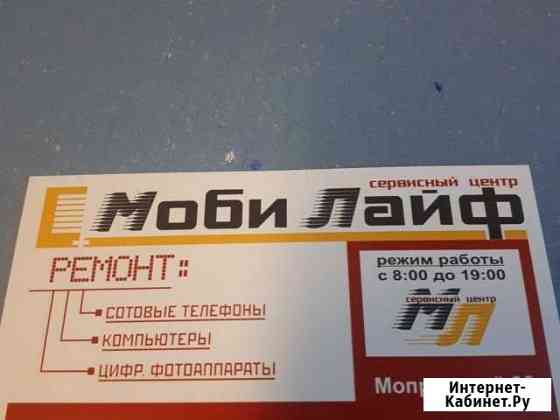 сервисный центр
Моби Лайф
РЕМОНТ:
СОТОВЫЕ ТЕЛЕФОНЫ
КОМПЬЮТЕРЫ
ЦИФР. ФОТОАППАРАТЫ
режим работы
с 8:00 до 19:00
сервисный центр
МЛ
Интернет-
Кабинет.Ру